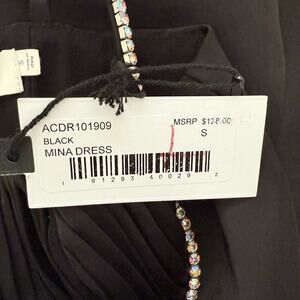 ACDR101909
MSRP $128.00
BLACK
S
MINA DRESS
1 91293 40029 2
S